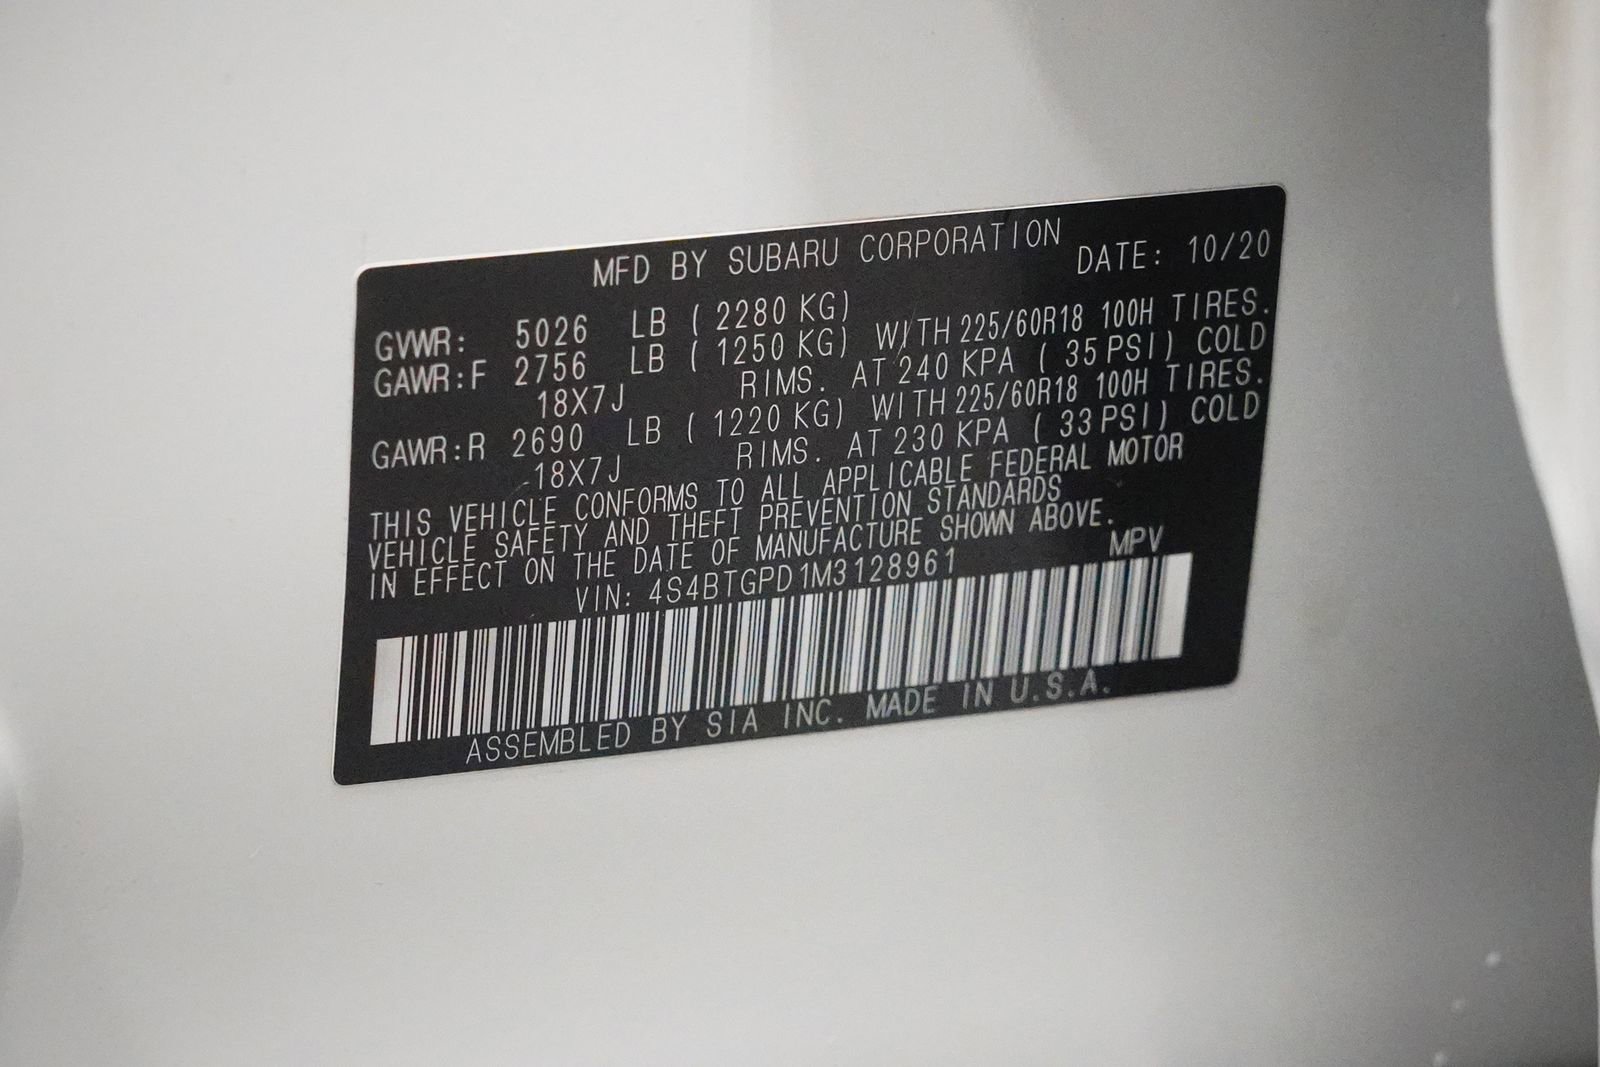 MFD BY SUBARU CORPORATION DATE: 10/20
GVWR: 5026 LB ( 2280 KG)
GAWR:F 2756 LB ( 1250 KG) WITH 225/60R18 100H TIRES.
18X7J RIMS. AT 240 KPA ( 35 PSI) COLD
GAWR:R 2690 LB ( 1220 KG) WITH 225/60R18 100H TIRES.
18X7J RIMS. AT 230 KPA ( 33 PSI) COLD
THIS VEHICLE CONFORMS TO ALL APPLICABLE FEDERAL MOTOR
VEHICLE SAFETY AND THEFT PREVENTION STANDARDS
IN EFFECT ON THE DATE OF MANUFACTURE SHOWN ABOVE.
VIN: 4S4BTGPD1M3128961 MPV
ASSEMBLED BY SIA INC. MADE IN U.S.A.